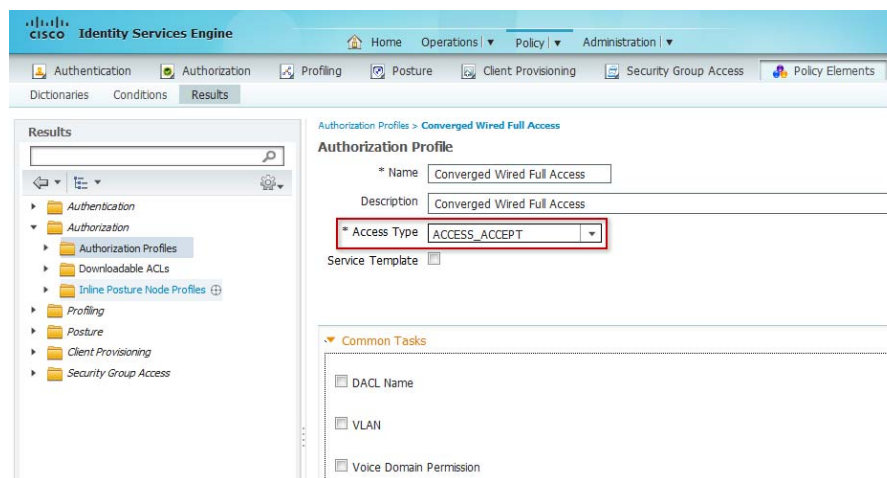 CISCO Identity Services Engine
Home Operations | ▼ Policy | ▼ Administration | ▼
Authentication Authorization Profiling Posture Client Provisioning Security Group Access Policy Elements
Dictionaries Conditions Results
Results
Authentication
Authorization
Authorization Profiles
Downloadable ACLs
Inline Posture Node Profiles
Profiling
Posture
Client Provisioning
Security Group Access
Authorization Profiles > Converged Wired Full Access
Authorization Profile
* Name Converged Wired Full Access
Description Converged Wired Full Access
* Access Type ACCESS_ACCEPT
Service Template
Common Tasks
DACL Name
VLAN
Voice Domain Permission